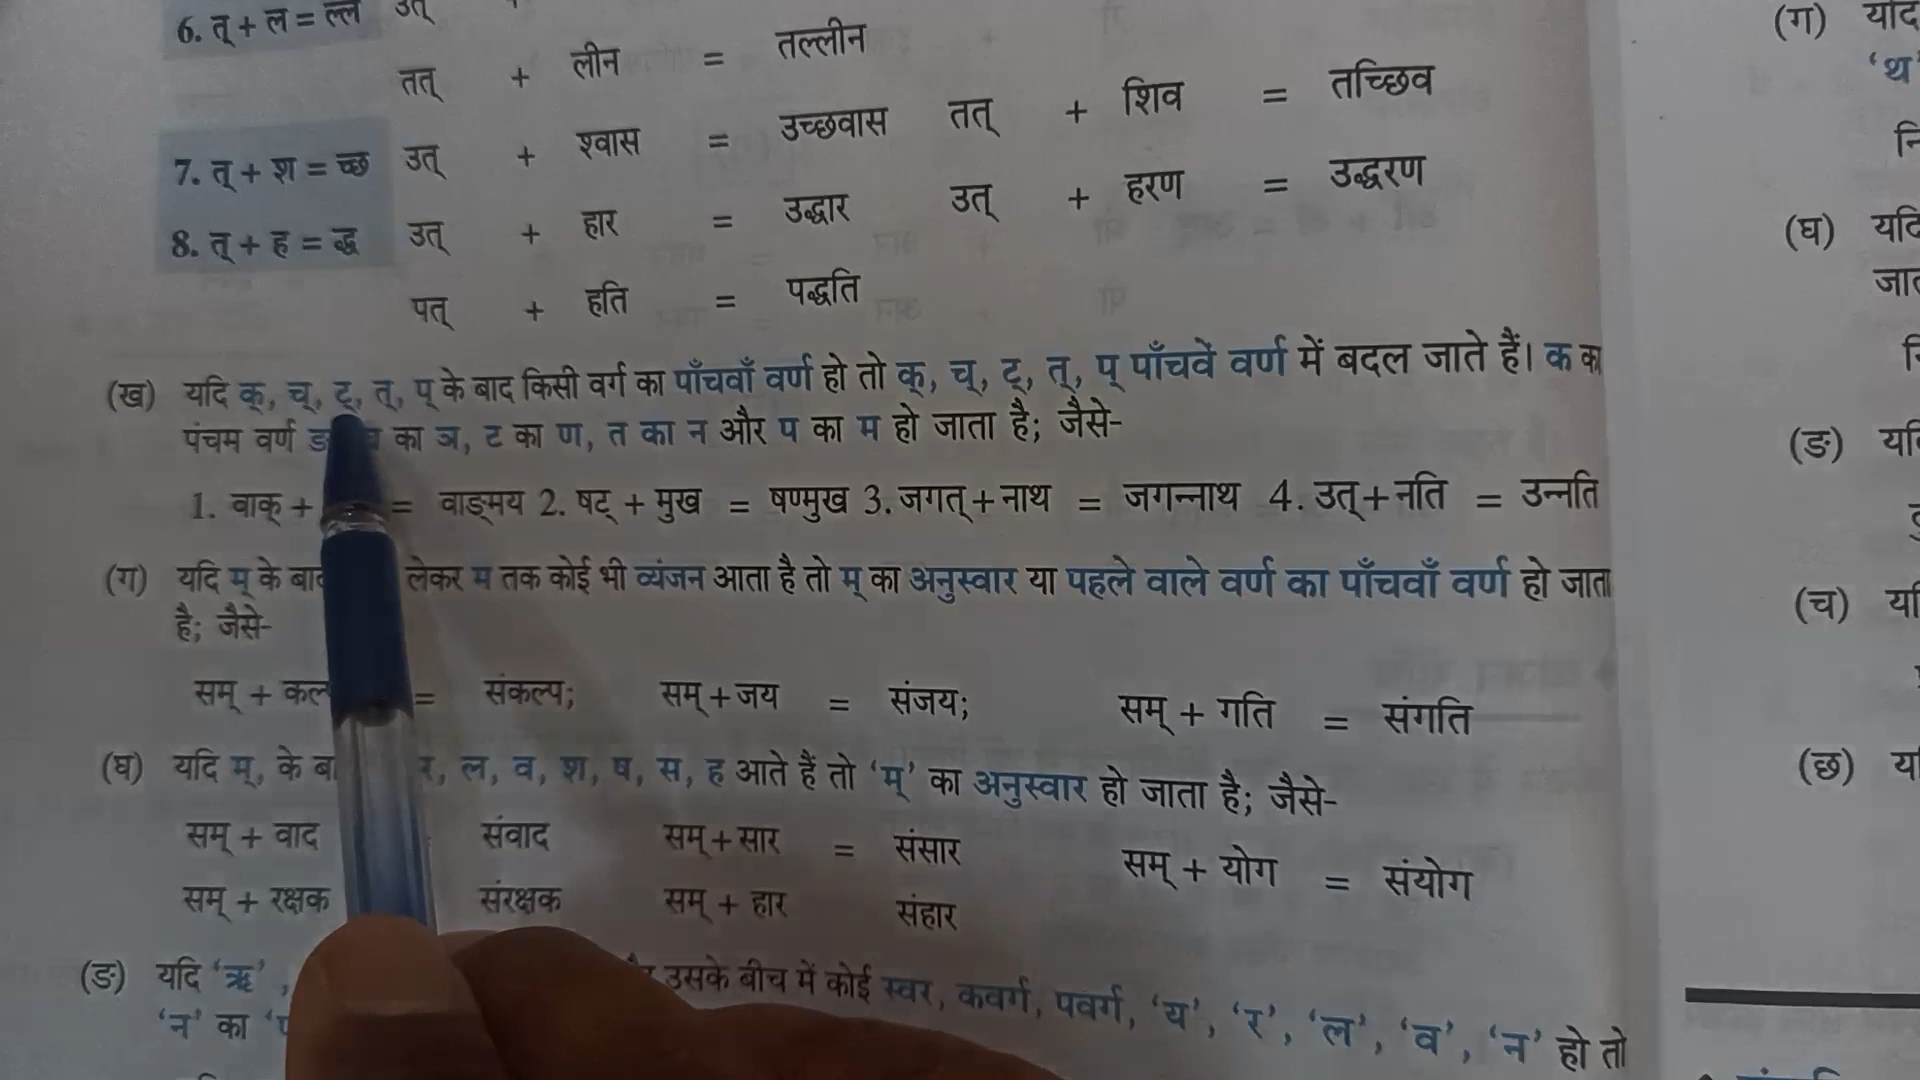 6. त् + ल = ल्ल उत्
तत् + लीन = तल्लीन
7. त् + श = च्छ उत् + श्वास = उच्छवास तत् + शिव = तच्छिव
8. त् + ह = द्ध उत् + हार = उद्धार उत् + हरण = उद्धरण
पत् + हति = पद्धति
(ख) यदि क्, च्, ट्, त्, प् के बाद किसी वर्ग का पाँचवाँ वर्ण हो तो क्, च्, ट्, त्, प् पाँचवें वर्ण में बदल जाते हैं। क का
पंचम वर्ण का ञ, ट का ण, त का न और प का म हो जाता है; जैसे-
1. वाक् + = वाङ्मय 2. षट् + मुख = षण्मुख 3. जगत् + नाथ = जगन्नाथ 4. उत् + नति = उन्नति
(ग) यदि म् के बाद लेकर म तक कोई भी व्यंजन आता है तो म् का अनुस्वार या पहले वाले वर्ण का पाँचवाँ वर्ण हो जाता
है; जैसे-
सम् + कल = संकल्प; सम् + जय = संजय; सम् + गति = संगति
(घ) यदि म्, के र, ल, व, श, ष, स, ह आते हैं तो ‘म्’ का अनुस्वार हो जाता है; जैसे-
सम् + वाद संवाद सम् + सार = संसार सम् + योग = संयोग
सम् + रक्षक संरक्षक सम् + हार संहार
(ङ) यदि ‘ऋ’, उसके बीच में कोई स्वर, कवर्ग, पवर्ग, ‘य’, ‘र’, ‘ल’, ‘व’, ‘न’ हो तो
‘न’ का
(ग)
‘थ’
(घ)
(ङ)
(च)
(छ)